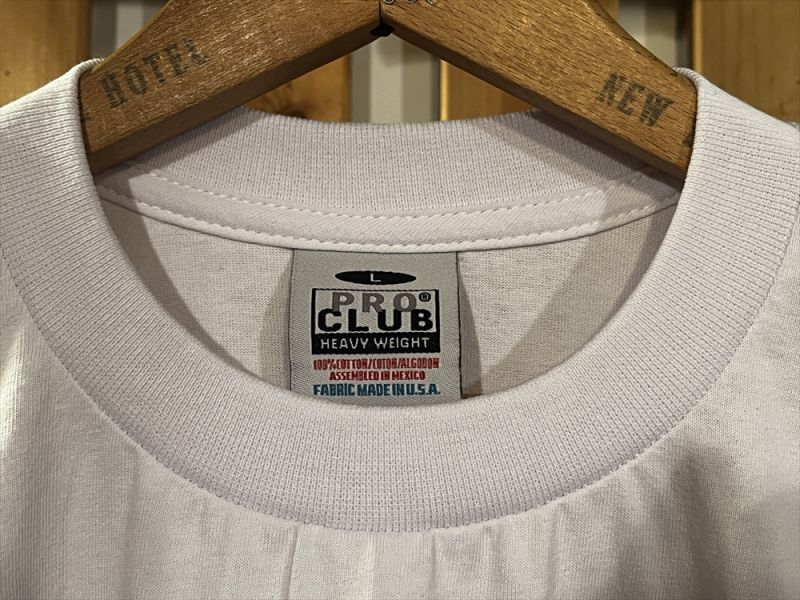 HOTEL
NEW
L
PRO®
CLUB
HEAVY WEIGHT
100%COTTON/COTON/ALGODON
ASSEMBLED IN MEXICO
FABRIC MADE IN U.S.A.